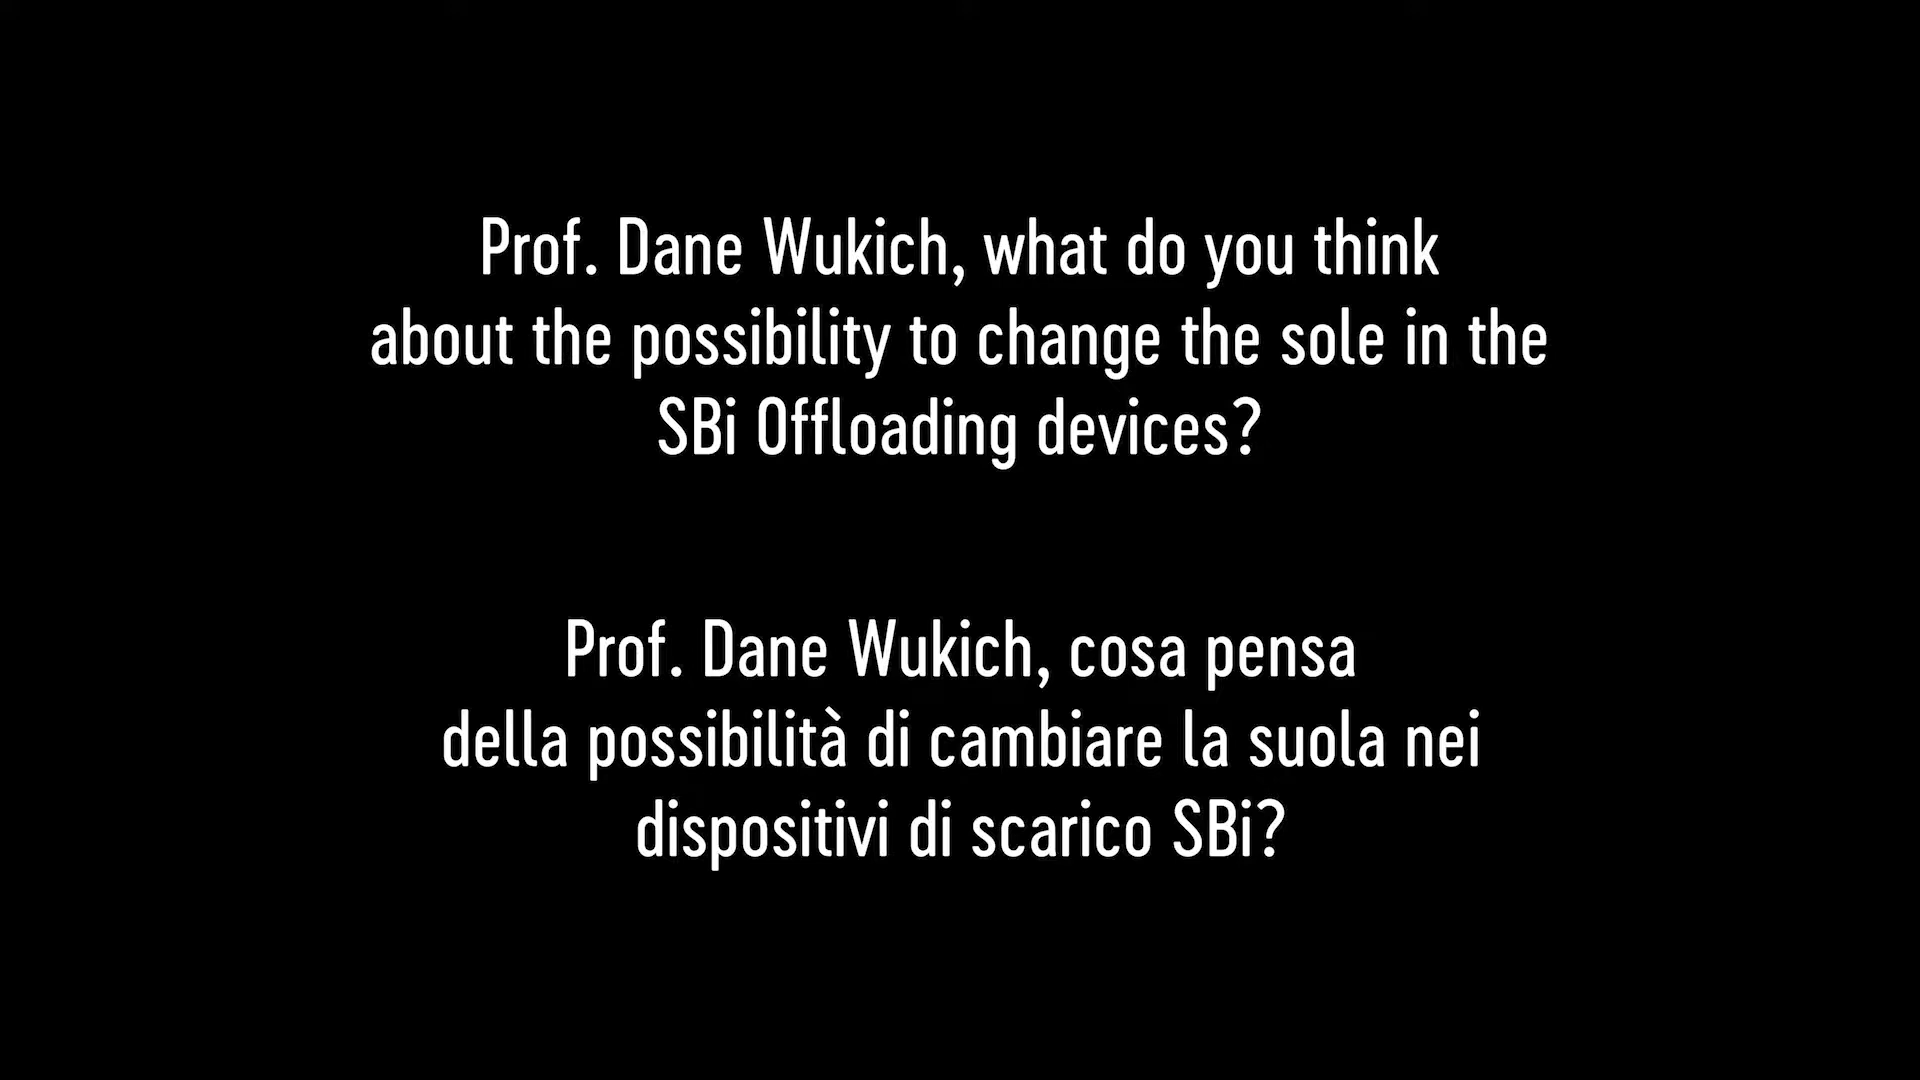 Prof. Dane Wukich, what do you think
about the possibility to change the sole in the
SBi Offloading devices?
Prof. Dane Wukich, cosa pensa
della possibilità di cambiare la suola nei
dispositivi di scarico SBi?